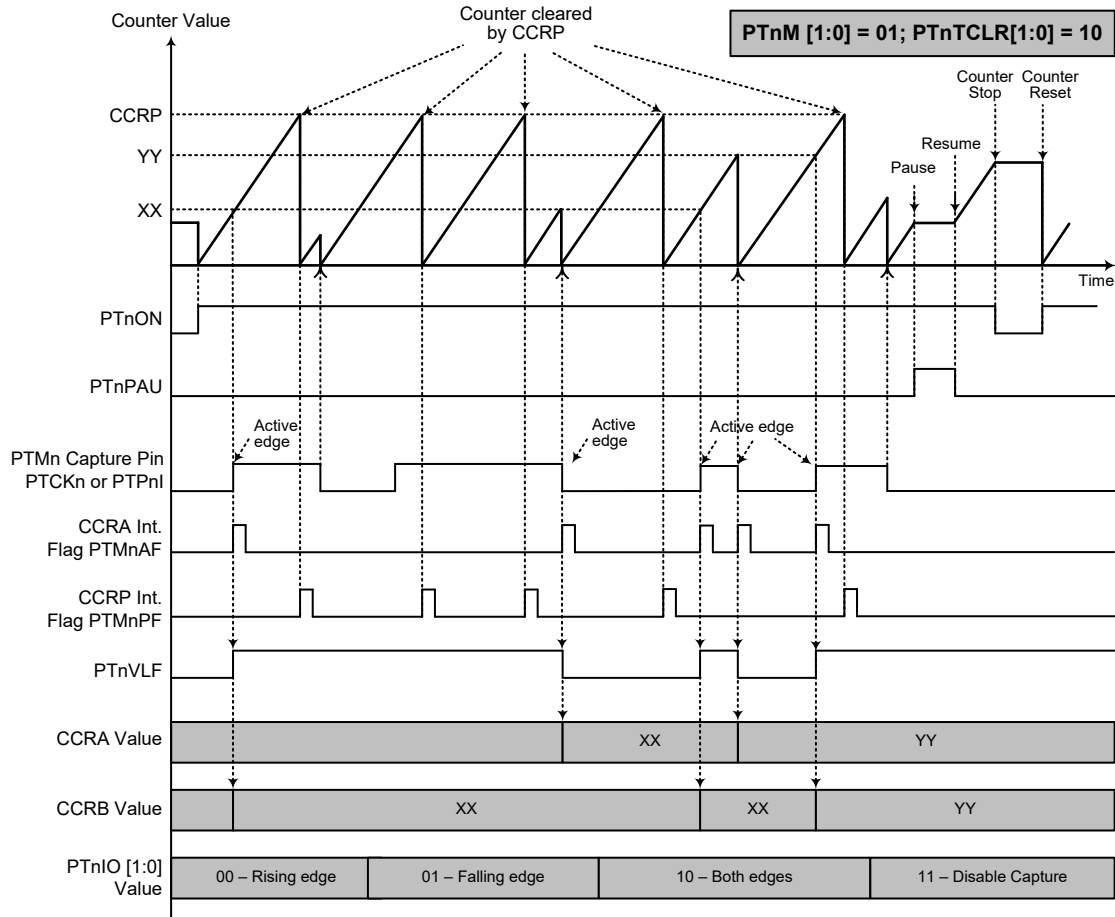 Counter Value
Counter cleared
by CCRP
PTnM [1:0] = 01; PTnTCLR[1:0] = 10
Counter
Stop
Counter
Reset
CCRP
YY
XX
Pause
Resume
Time
PTnON
PTnPAU
Active
edge
Active
edge
Active edge
PTMn Capture Pin
PTCKn or PTPnI
CCRA Int.
Flag PTMnAF
CCRP Int.
Flag PTMnPF
PTnVLF
CCRA Value
XX
YY
CCRB Value
XX
XX
YY
PTnIO [1:0]
Value
00 – Rising edge
01 – Falling edge
10 – Both edges
11 – Disable Capture